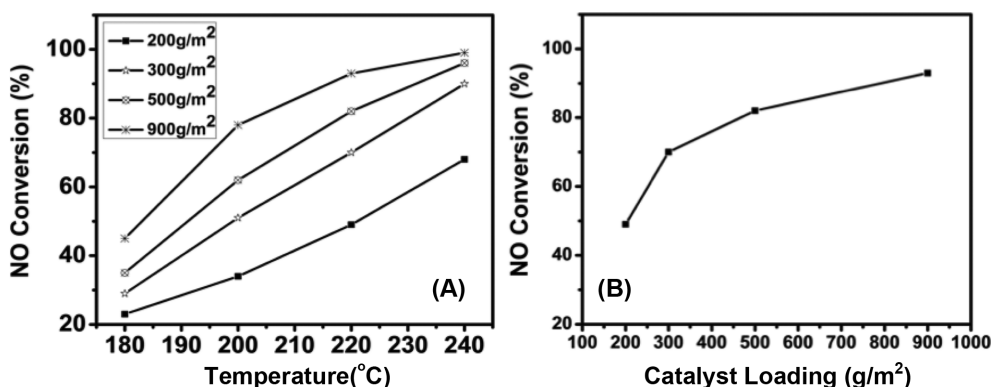 200g/m²
300g/m²
500g/m²
900g/m²
NO Conversion (%)
100
80
60
40
20
(A)
180 190 200 210 220 230 240
Temperature(°C)
NO Conversion (%)
100
80
60
40
20
(B)
100 200 300 400 500 600 700 800 900 1000
Catalyst Loading (g/m²)